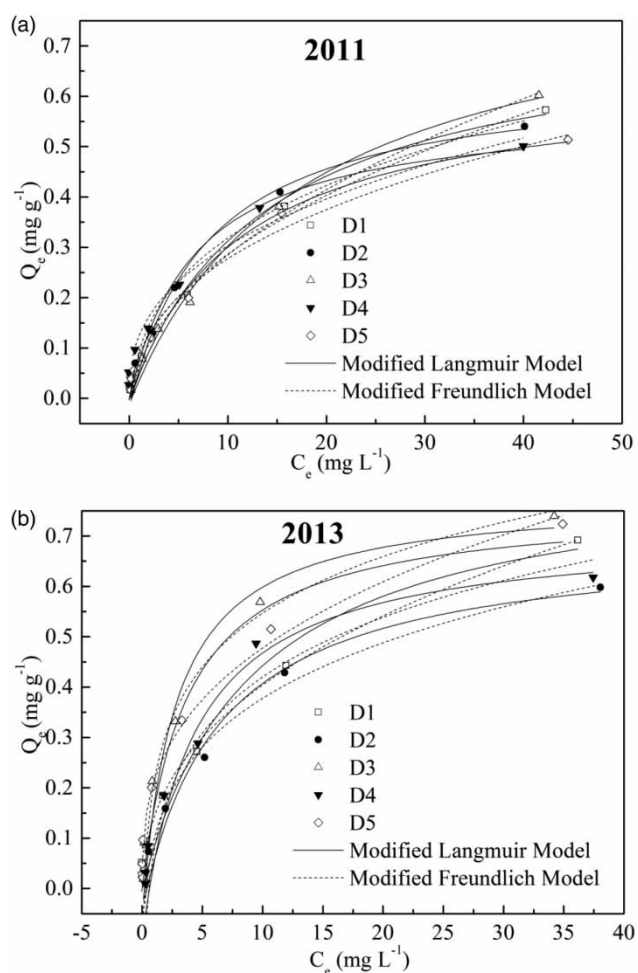 (a)
2011
0.7
0.6
0.5
0.4
0.3
0.2
0.1
0.0
Q_e (mg g^-1)
D1
D2
D3
D4
D5
Modified Langmuir Model
Modified Freundlich Model
0 10 20 30 40 50
C_e (mg L^-1)
(b)
2013
0.7
0.6
0.5
0.4
0.3
0.2
0.1
0.0
Q_e (mg g^-1)
D1
D2
D3
D4
D5
Modified Langmuir Model
Modified Freundlich Model
-5 0 5 10 15 20 25 30 35 40
C_e (mg L^-1)